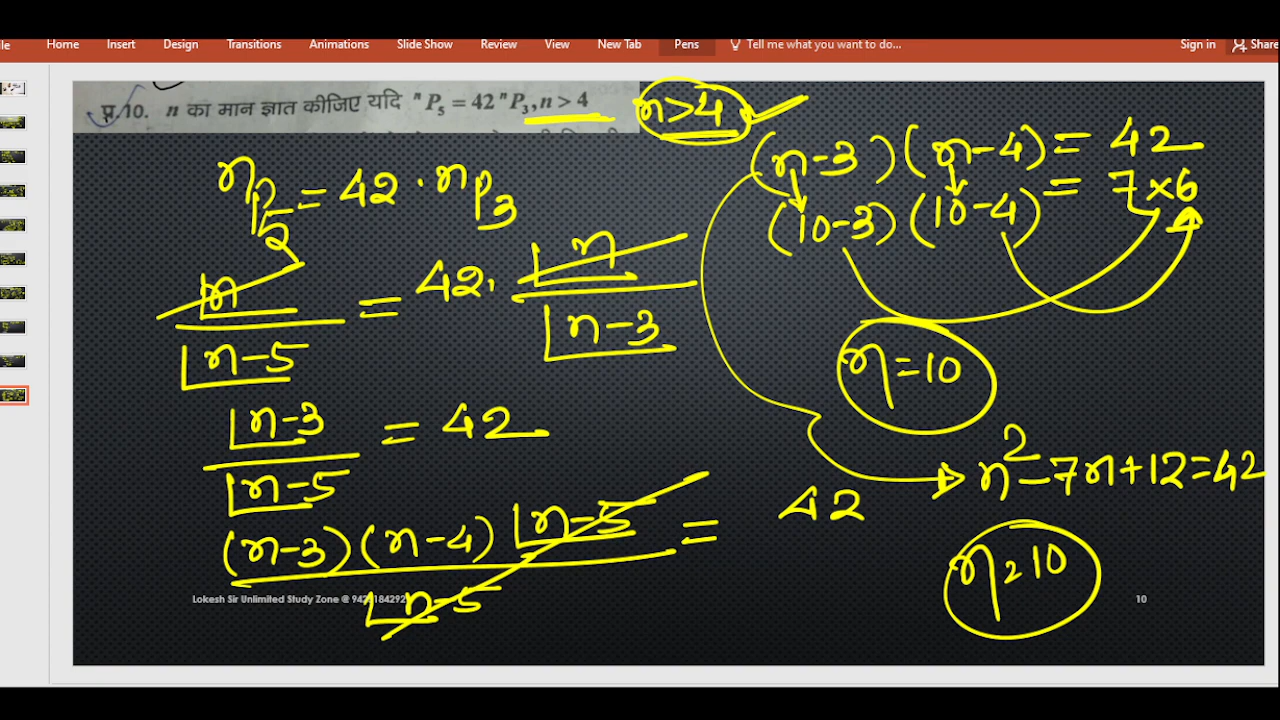 Home Insert Design Transitions Animations Slide Show Review View New Tab Pens Tell me what you want to do... Sign in Share
प्र.10. n का मान ज्ञात कीजिए यदि ⁿP₅ = 42 ⁿP₃, n > 4
n>4
nP5 = 42 · nP3
|n / |n-5 = 42 · |n / |n-3
|n-3 / |n-5 = 42
(n-3)(n-4) |n-5 / |n-5 = 42
(n-3)(n-4) = 42
(10-3)(10-4) = 7×6
n=10
n²-7n+12=42
n=10
Lokesh Sir Unlimited Study Zone @
10